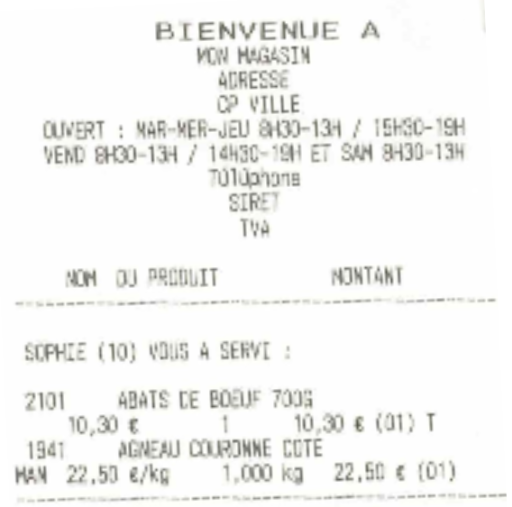 BIENVENUE A
MON MAGASIN
ADRESSE
CP VILLE
OUVERT : MAR-MER-JEU 8H30-13H / 15H30-19H
VEND 8H30-13H / 14H30-19H ET SAM 8H30-13H
Téléphone
SIRET
TVA
NOM DU PRODUIT MONTANT
SOPHIE (10) VOUS A SERVI :
2101 ABATS DE BOEUF 700G
10,30 € 1 10,30 € (01) T
1941 AGNEAU COURONNE COTE
MAN 22,50 €/kg 1,000 kg 22,50 € (01)